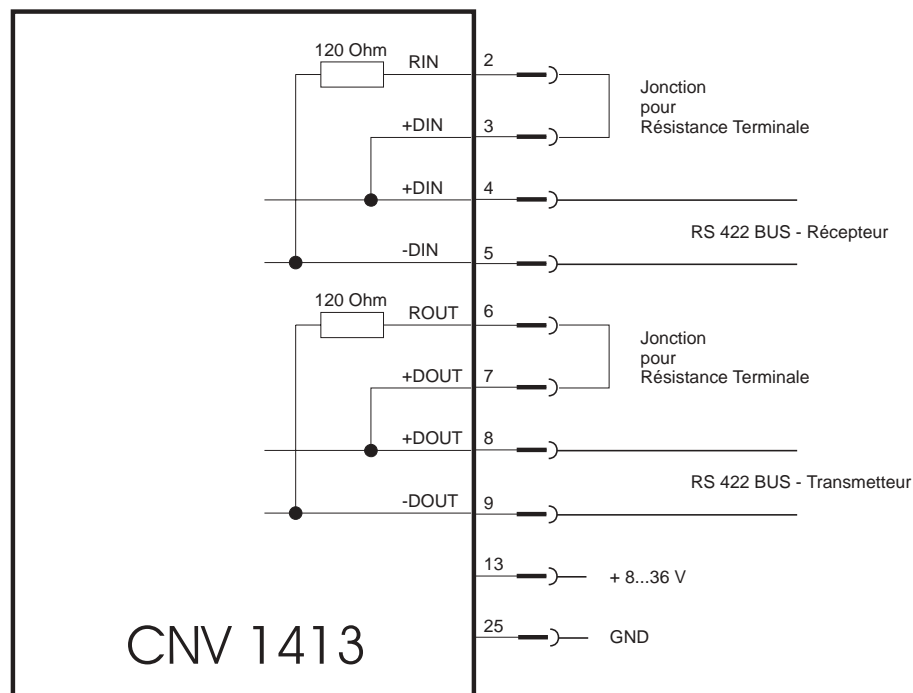 120 Ohm
RIN
2
+DIN
3
Jonction
pour
Résistance Terminale
+DIN
4
-DIN
5
RS 422 BUS - Récepteur
120 Ohm
ROUT
6
+DOUT
7
Jonction
pour
Résistance Terminale
+DOUT
8
-DOUT
9
RS 422 BUS - Transmetteur
13
+ 8...36 V
25
GND
CNV 1413